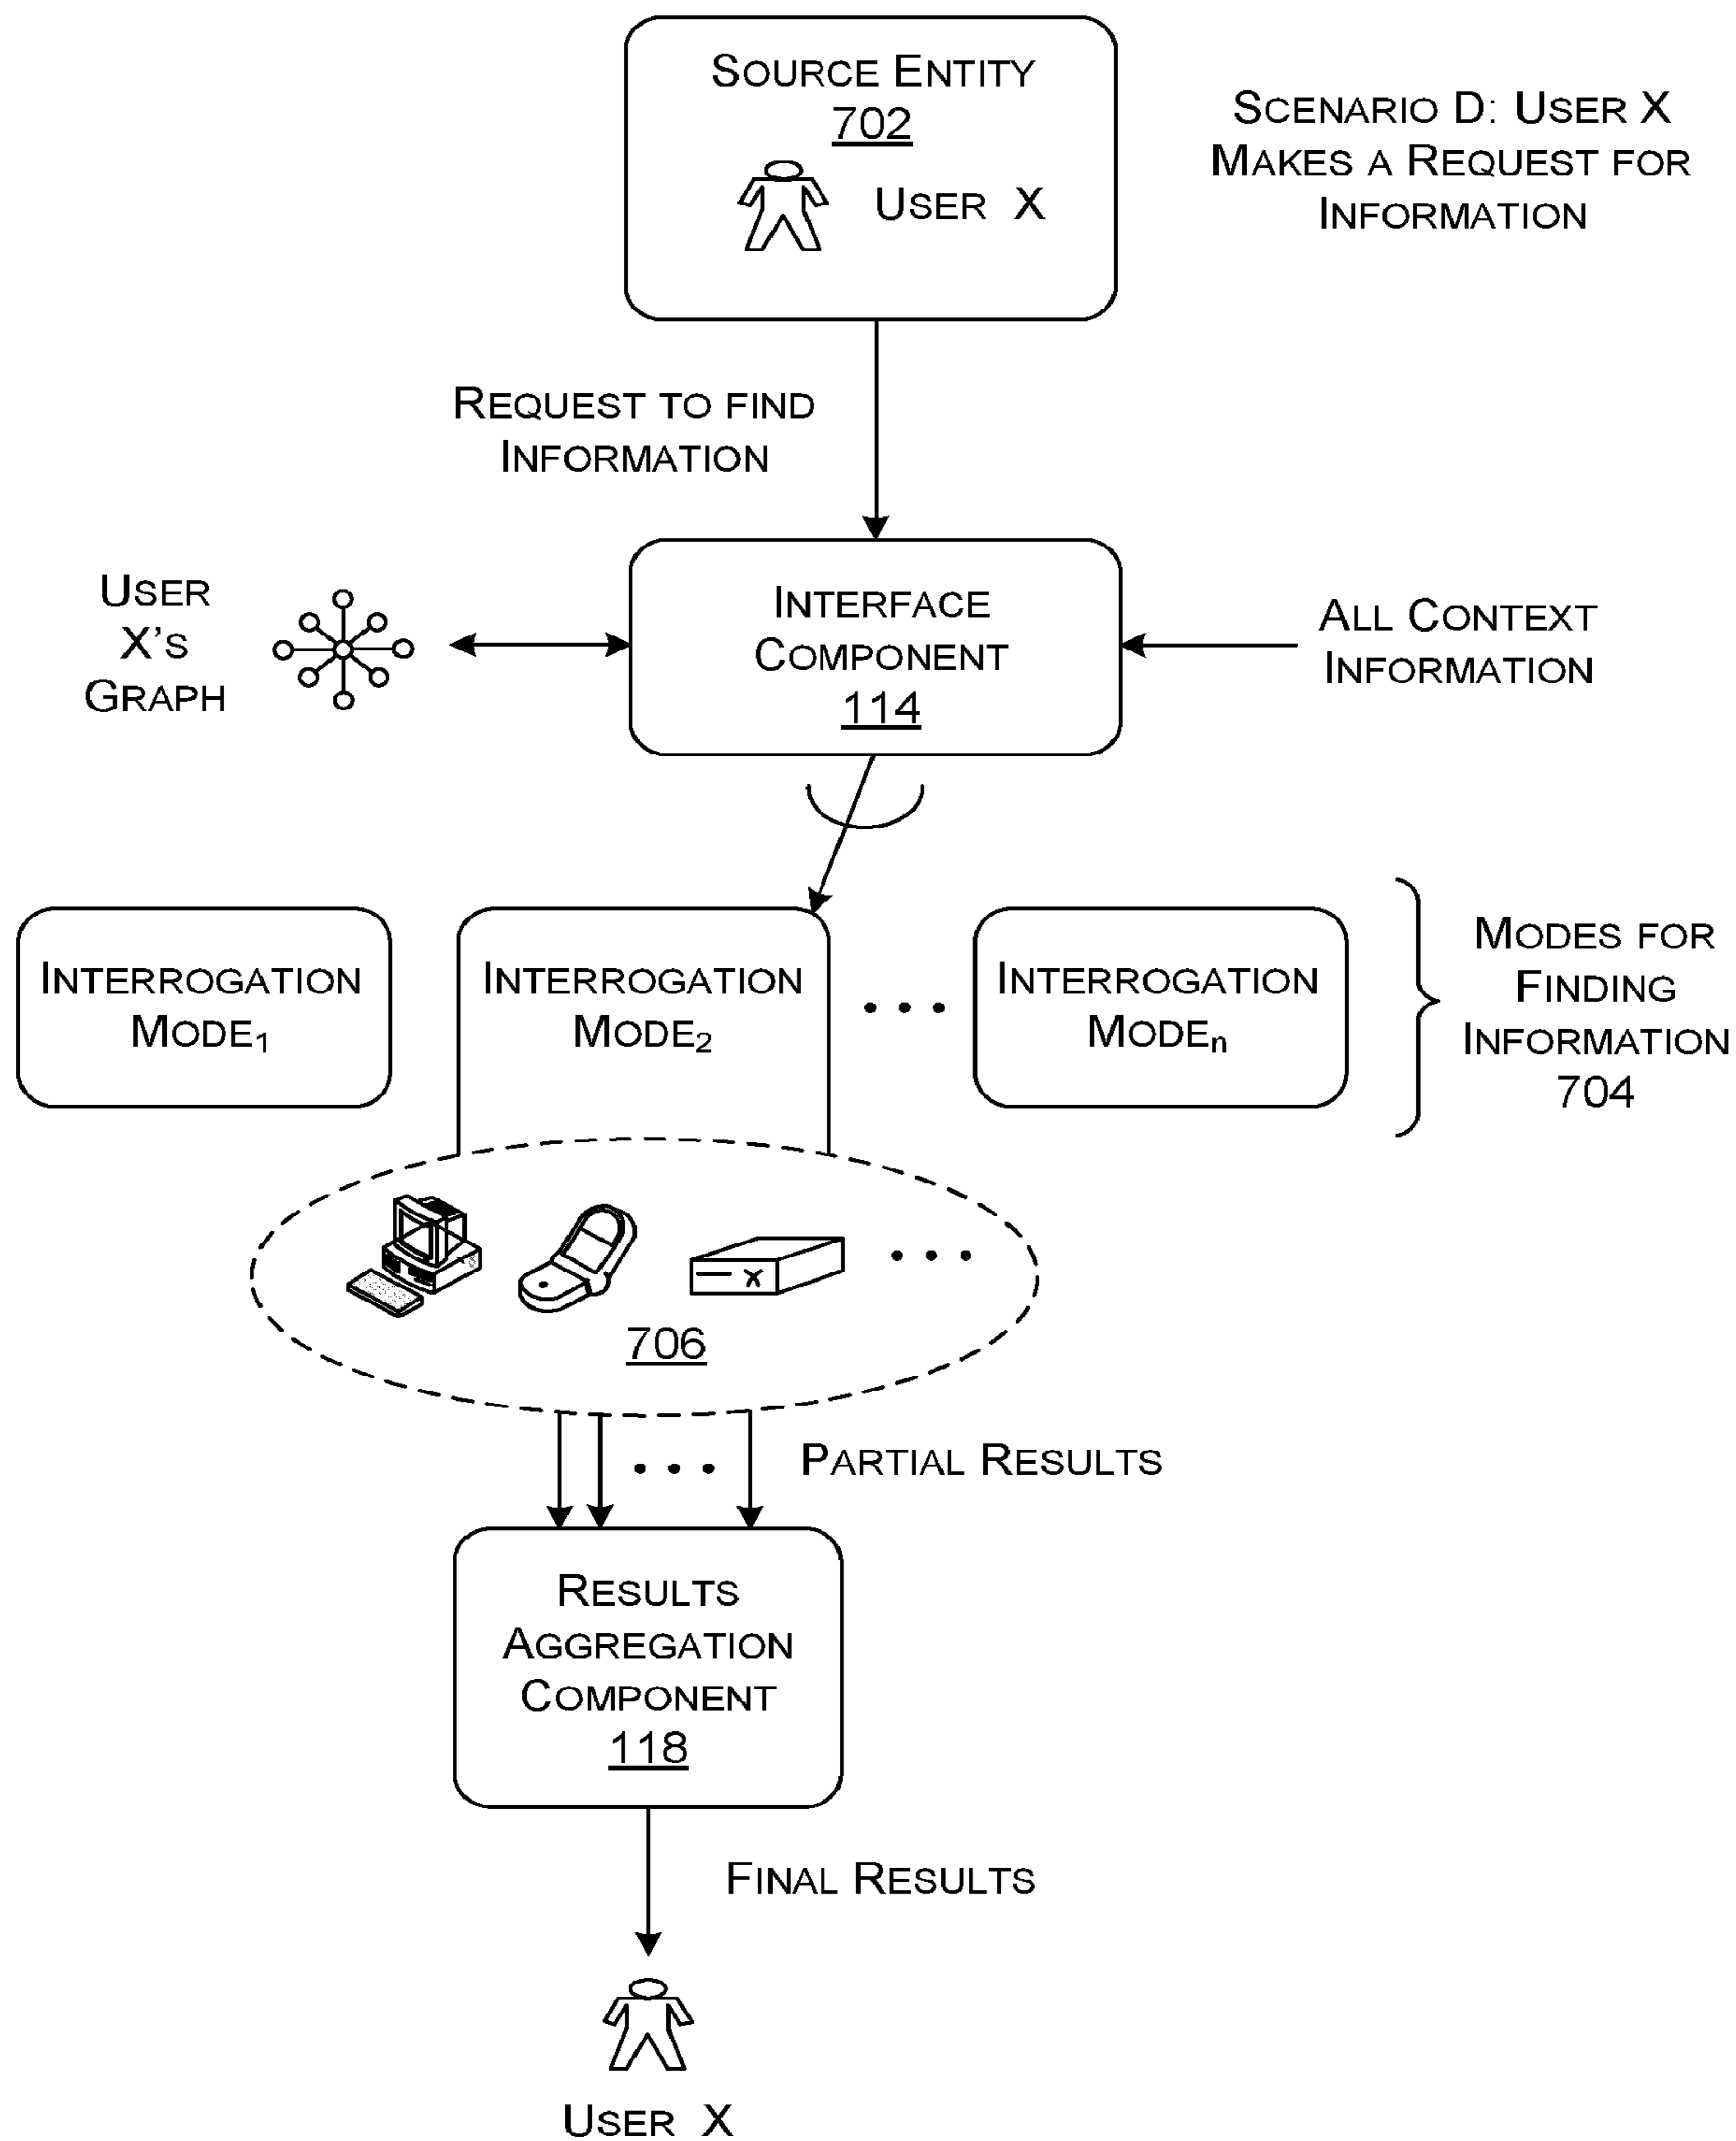 SOURCE ENTITY
702
USER X
SCENARIO D: USER X
MAKES A REQUEST FOR
INFORMATION
REQUEST TO FIND
INFORMATION
USER
X'S
GRAPH
INTERFACE
COMPONENT
114
ALL CONTEXT
INFORMATION
INTERROGATION
MODE1
INTERROGATION
MODE2
INTERROGATION
MODEn
MODES FOR
FINDING
INFORMATION
704
706
PARTIAL RESULTS
RESULTS
AGGREGATION
COMPONENT
118
FINAL RESULTS
USER X